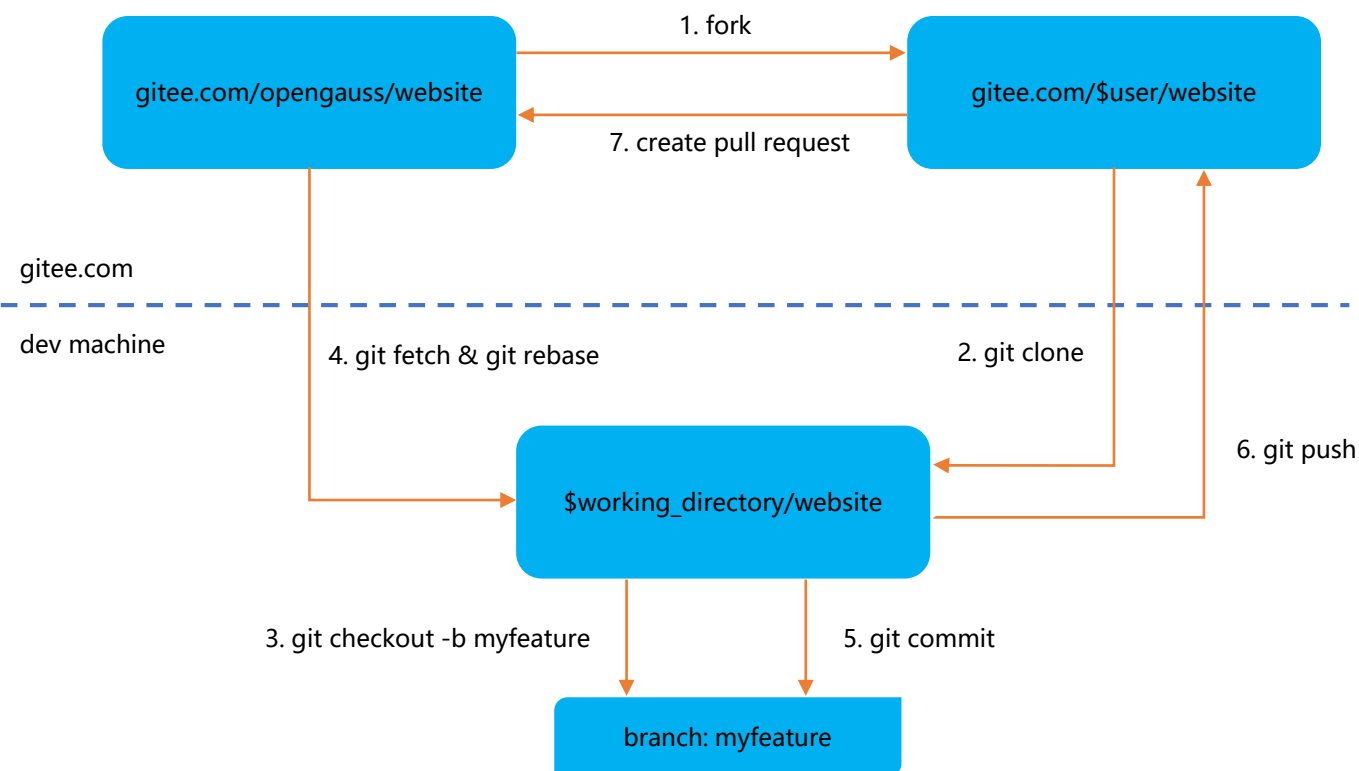 1. fork
gitee.com/opengauss/website
gitee.com/$user/website
7. create pull request
gitee.com
dev machine
4. git fetch & git rebase
2. git clone
6. git push
$working_directory/website
3. git checkout -b myfeature
5. git commit
branch: myfeature